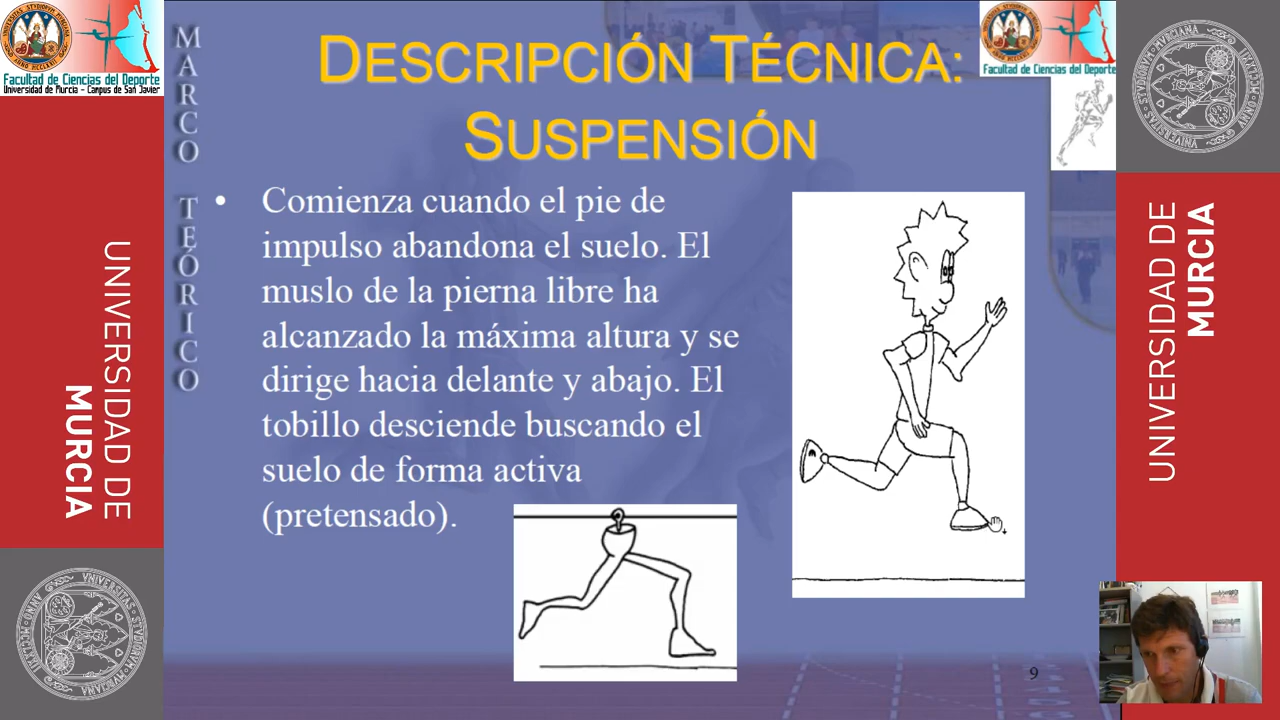 Facultad de Ciencias del Deporte
Universidad de Murcia - Campus de San Javier
UNIVERSIDAD DE
MURCIA
MARCO TEÓRICO
DESCRIPCIÓN TÉCNICA:
SUSPENSIÓN
• Comienza cuando el pie de
impulso abandona el suelo. El
muslo de la pierna libre ha
alcanzado la máxima altura y se
dirige hacia delante y abajo. El
tobillo desciende buscando el
suelo de forma activa
(pretensado).
9
Facultad de Ciencias del Deporte
UNIVERSIDAD DE
MURCIA